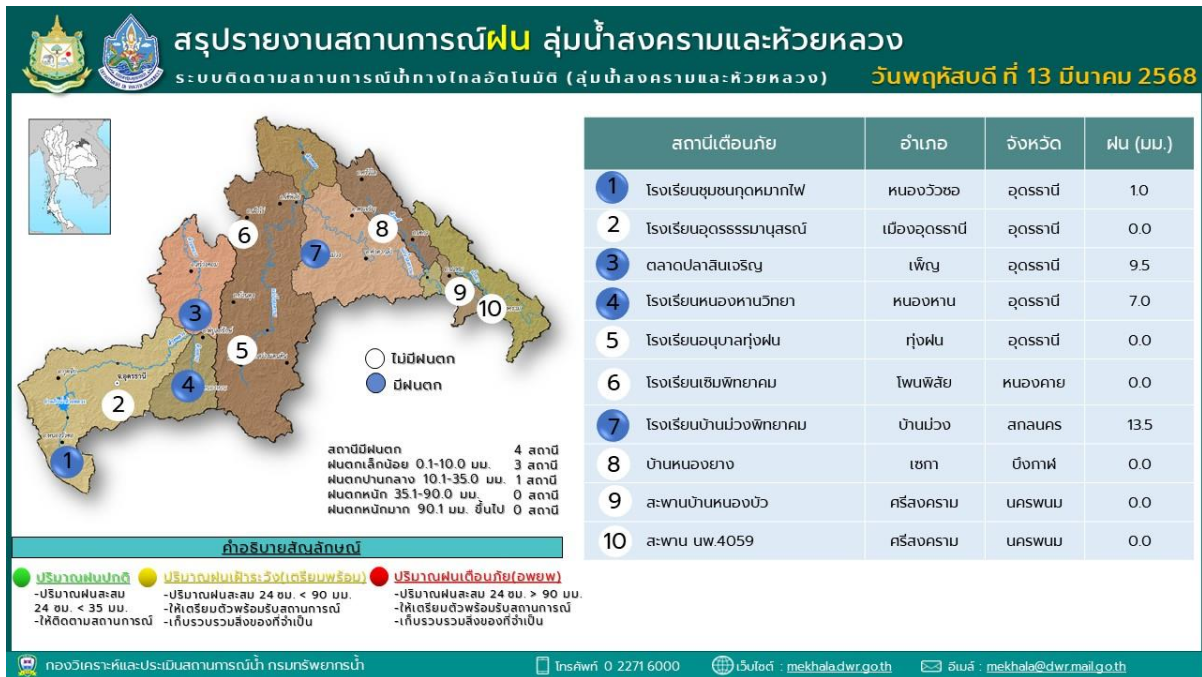 สรุปรายงานสถานการณ์ฝน ลุ่มน้ำสงครามและห้วยหลวง
ระบบติดตามสถานการณ์น้ำทางไกลอัตโนมัติ (ลุ่มน้ำสงครามและห้วยหลวง)
วันพฤหัสบดี ที่ 13 มีนาคม 2568
6
8
7
3
9
10
5
4
2
1
จ.อุดรธานี
ไม่มีฝนตก
มีฝนตก
สถานีมีฝนตก 4 สถานี
ฝนตกเล็กน้อย 0.1-10.0 มม. 3 สถานี
ฝนตกปานกลาง 10.1-35.0 มม. 1 สถานี
ฝนตกหนัก 35.1-90.0 มม. 0 สถานี
ฝนตกหนักมาก 90.1 มม. ขึ้นไป 0 สถานี
สถานีเตือนภัย อำเภอ จังหวัด ฝน (มม.)
1 โรงเรียนชุมชนกุดหมากไฟ หนองวัวซอ อุดรธานี 1.0
2 โรงเรียนอุดรธรรมานุสรณ์ เมืองอุดรธานี อุดรธานี 0.0
3 ตลาดปลาสินเจริญ เพ็ญ อุดรธานี 9.5
4 โรงเรียนหนองหานวิทยา หนองหาน อุดรธานี 7.0
5 โรงเรียนอนุบาลทุ่งฝน ทุ่งฝน อุดรธานี 0.0
6 โรงเรียนเซิมพิทยาคม โพนพิสัย หนองคาย 0.0
7 โรงเรียนบ้านม่วงพิทยาคม บ้านม่วง สกลนคร 13.5
8 บ้านหนองยาง เซกา บึงกาฬ 0.0
9 สะพานบ้านหนองบัว ศรีสงคราม นครพนม 0.0
10 สะพาน นพ.4059 ศรีสงคราม นครพนม 0.0
คำอธิบายสัญลักษณ์
ปริมาณฝนปกติ
-ปริมาณฝนสะสม
24 ซม. < 35 มม.
-ให้ติดตามสถานการณ์
ปริมาณฝนเฝ้าระวัง(เตรียมพร้อม)
-ปริมาณฝนสะสม 24 ซม. < 90 มม.
-ให้เตรียมตัวพร้อมรับสถานการณ์
-เก็บรวบรวมสิ่งของที่จำเป็น
ปริมาณฝนเตือนภัย(อพยพ)
-ปริมาณฝนสะสม 24 ซม. > 90 มม.
-ให้เตรียมตัวพร้อมรับสถานการณ์
-เก็บรวบรวมสิ่งของที่จำเป็น
กองวิเคราะห์และประเมินสถานการณ์น้ำ กรมทรัพยากรน้ำ
โทรศัพท์ 0 2271 6000
เว็บไซต์ : mekhala.dwr.go.th
อีเมล์ : mekhala@dwr.mail.go.th